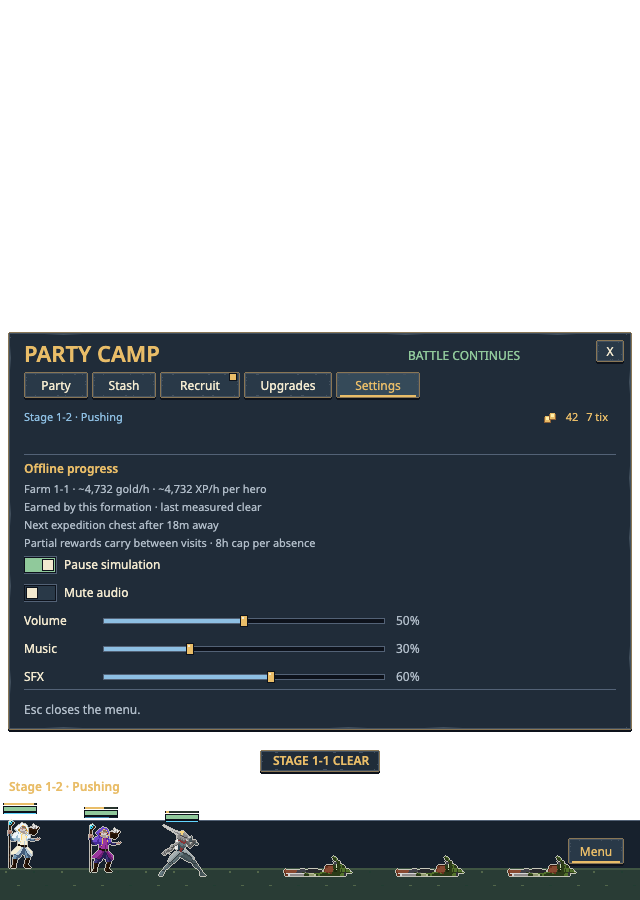 PARTY CAMP
BATTLE CONTINUES
X
Party
Stash
Recruit
Upgrades
Settings
Stage 1-2 · Pushing
42 7 tix
Offline progress
Farm 1-1 · ~4,732 gold/h · ~4,732 XP/h per hero
Earned by this formation · last measured clear
Next expedition chest after 18m away
Partial rewards carry between visits · 8h cap per absence
Pause simulation
Mute audio
Volume 50%
Music 30%
SFX 60%
Esc closes the menu.
STAGE 1-1 CLEAR
Stage 1-2 · Pushing
Menu